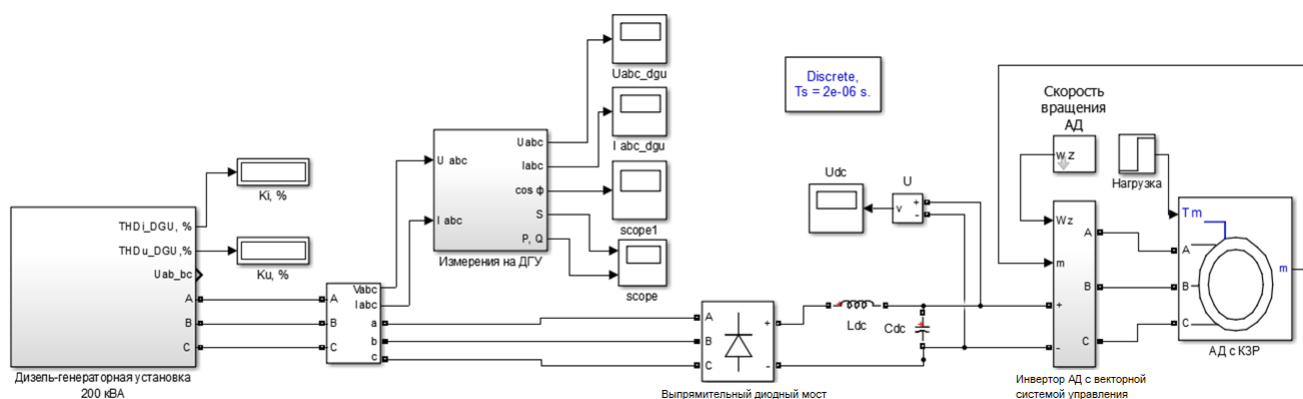 Uabc_dgu
I abc_dgu
scope1
scope
Discrete,
Ts = 2e-06 s.
Скорость
вращения
АД
w z
Нагрузка
Ki, %
Ku, %
THDi_DGU, %
THDu_DGU, %
Uab_bc
A
B
C
Дизель-генераторная установка
200 кВА
U abc
I abc
Uabc
Iabc
cos ф
S
P, Q
Измерения на ДГУ
A
B
C
Vabc
Iabc
a
b
c
A
B
C
+
-
Выпрямительный диодный мост
Ldc
Cdc
Udc
U
v
+
-
Wz
m
+
-
A
B
C
Инвертор АД с векторной
системой управления
Tm
A
B
C
m
АД с КЗР